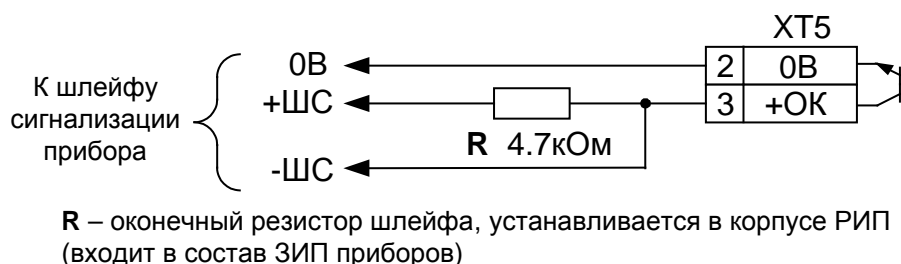 XT5
0В
2 0В
К шлейфу
сигнализации
прибора
+ШС
3 +ОК
R 4.7кОм
-ШС
R – оконечный резистор шлейфа, устанавливается в корпусе РИП
(входит в состав ЗИП приборов)